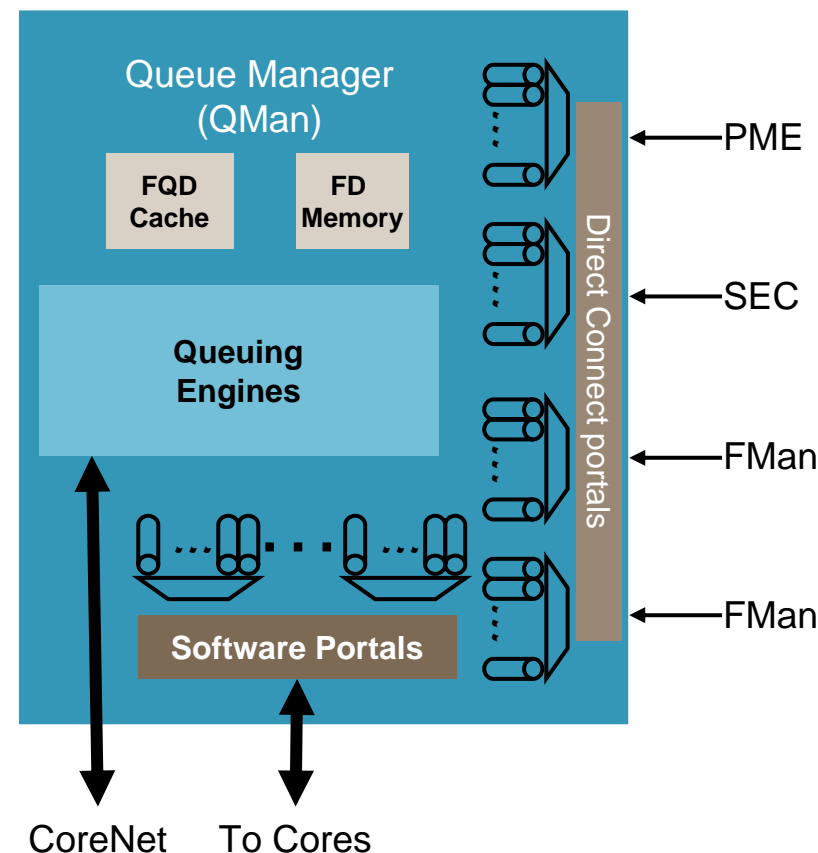 Queue Manager
(QMan)
FQD
Cache
FD
Memory
Queuing
Engines
Software Portals
Direct Connect portals
PME
SEC
FMan
FMan
CoreNet
To Cores